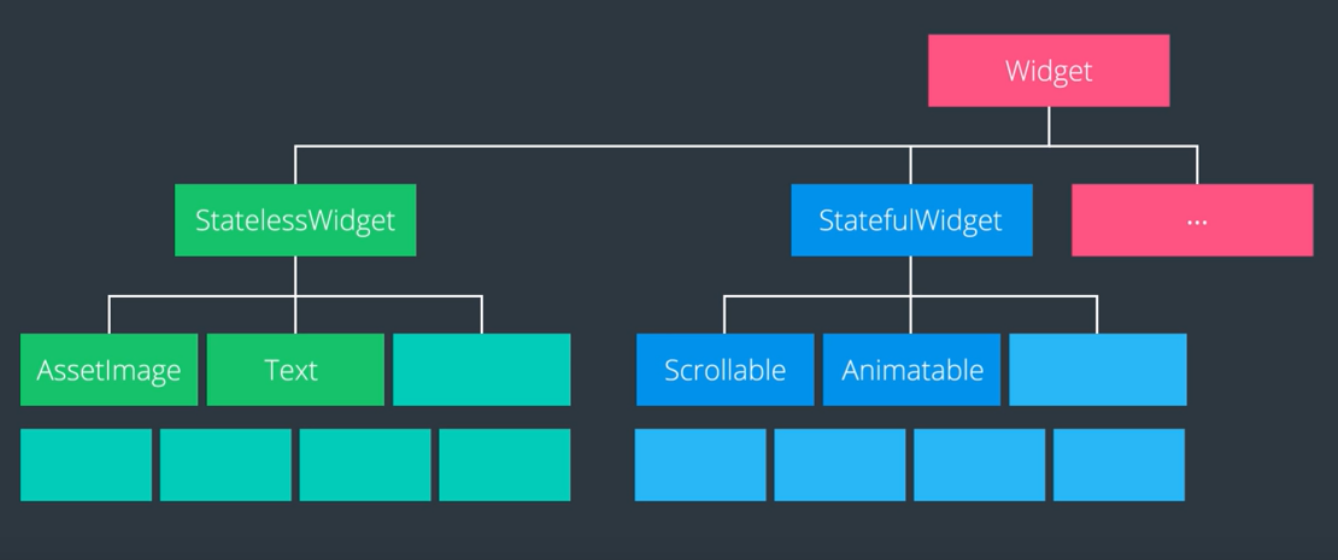 Widget
StatelessWidget
StatefulWidget
...
AssetImage
Text
Scrollable
Animatable